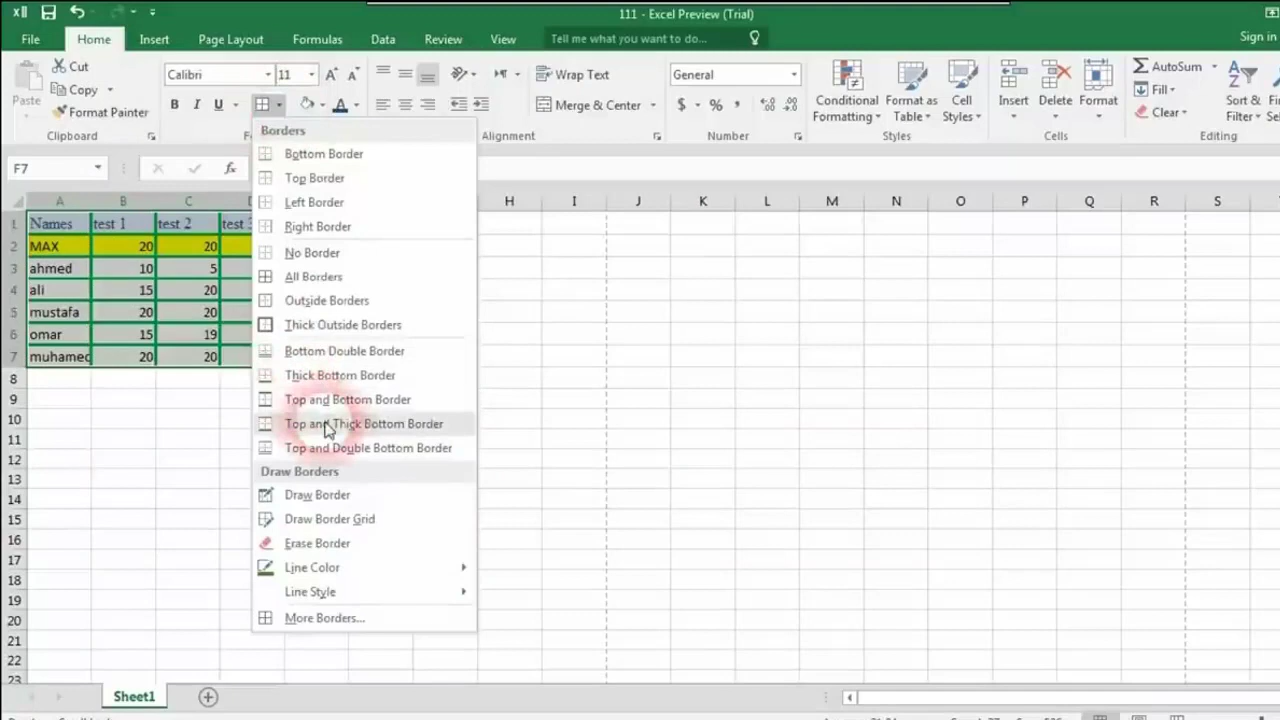 111 - Excel Preview (Trial)
File Home Insert Page Layout Formulas Data Review View Tell me what you want to do... Sign in
Cut
Copy
Paste
Format Painter
Clipboard
Calibri 11
B I U
Wrap Text
Merge & Center
Alignment
General
$ % ,
Number
Conditional Formatting
Format as Table
Cell Styles
Styles
Insert Delete Format
Cells
AutoSum
Fill
Clear
Sort & Filter
Editing
F7 fx
A B C H I J K L M N O P Q R S
1 Names test 1 test 2 test
2 MAX 20 20
3 ahmed 10 5
4 ali 15 20
5 mustafa 20 20
6 omar 15 19
7 muhamed 20 20
8
9
10
11
12
13
14
15
16
17
18
19
20
21
22
23
Borders
Bottom Border
Top Border
Left Border
Right Border
No Border
All Borders
Outside Borders
Thick Outside Borders
Bottom Double Border
Thick Bottom Border
Top and Bottom Border
Top and Thick Bottom Border
Top and Double Bottom Border
Draw Borders
Draw Border
Draw Border Grid
Erase Border
Line Color
Line Style
More Borders...
Sheet1